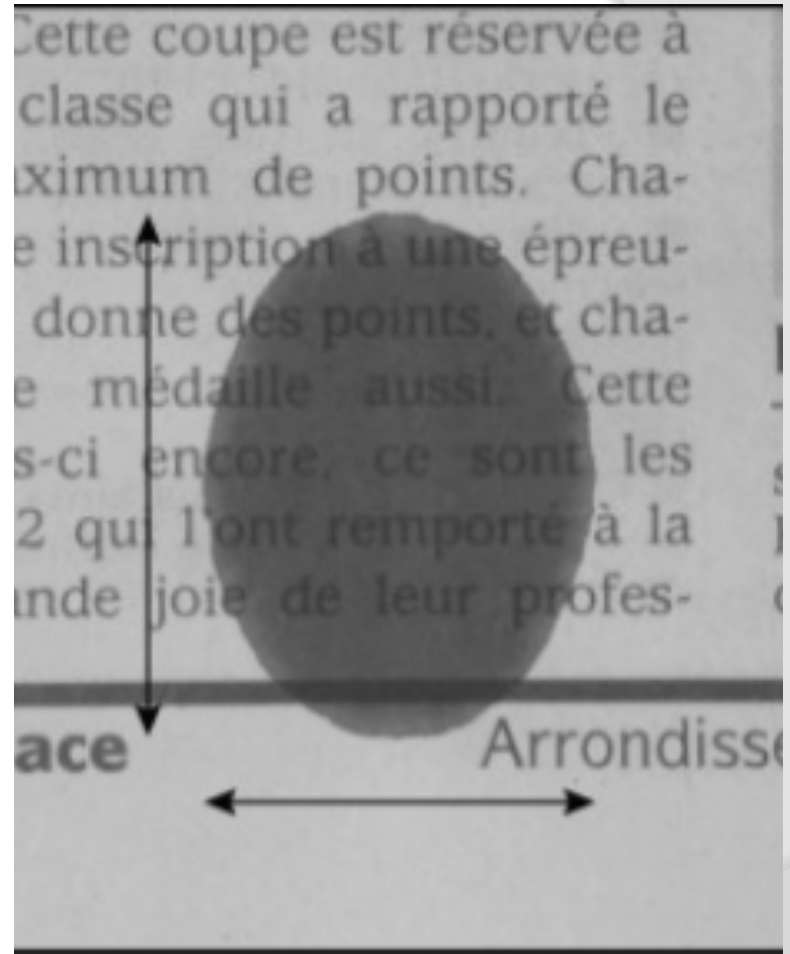 Cette coupe est réservée à
classe qui a rapporté le
aximum de points. Cha-
e inscription à une épreu-
donne des points, et cha-
e médaille aussi. Cette
s-ci encore, ce sont les
2 qui l'ont remporté à la
ande joie de leur profes-
ace Arrondisse